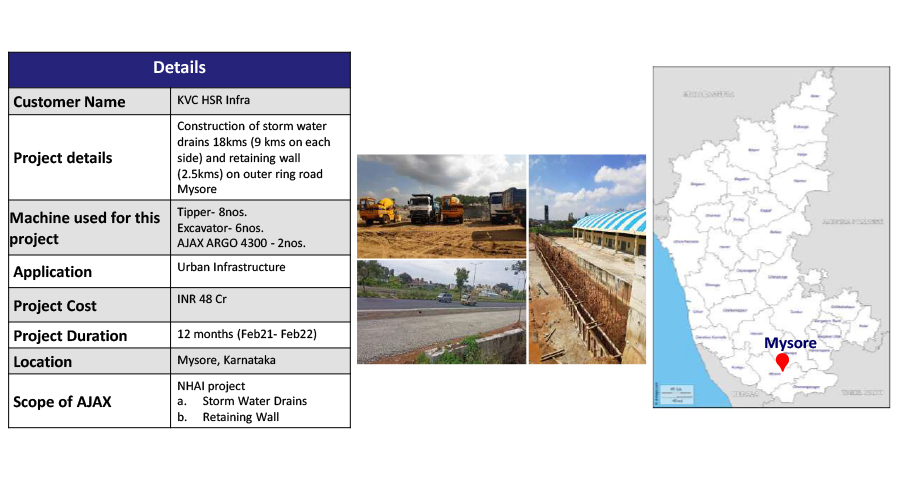 Details
Customer Name
KVC HSR Infra
Project details
Construction of storm water
drains 18kms (9 kms on each
side) and retaining wall
(2.5kms) on outer ring road
Mysore
Machine used for this
project
Tipper- 8nos.
Excavator- 6nos.
AJAX ARGO 4300 - 2nos.
Application
Urban Infrastructure
Project Cost
INR 48 Cr
Project Duration
12 months (Feb21- Feb22)
Location
Mysore, Karnataka
Scope of AJAX
NHAI project
a. Storm Water Drains
b. Retaining Wall
Mysore